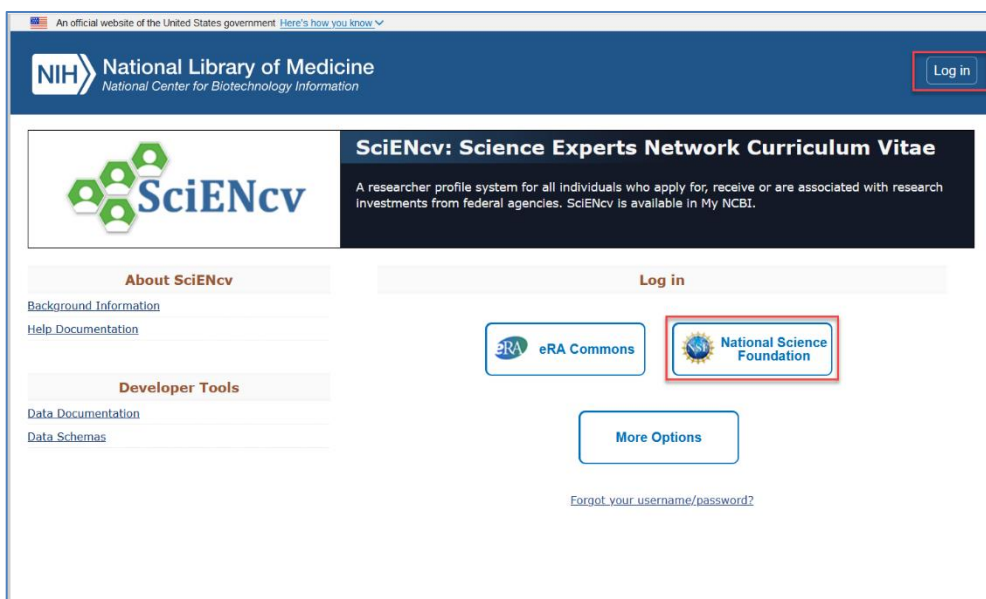 An official website of the United States government Here's how you know
NIH National Library of Medicine
National Center for Biotechnology Information
Log in
SciENcv
SciENcv: Science Experts Network Curriculum Vitae
A researcher profile system for all individuals who apply for, receive or are associated with research
investments from federal agencies. SciENcv is available in My NCBI.
About SciENcv
Background Information
Help Documentation
Developer Tools
Data Documentation
Data Schemas
Log in
eRA eRA Commons
NSF National Science
Foundation
More Options
Forgot your username/password?